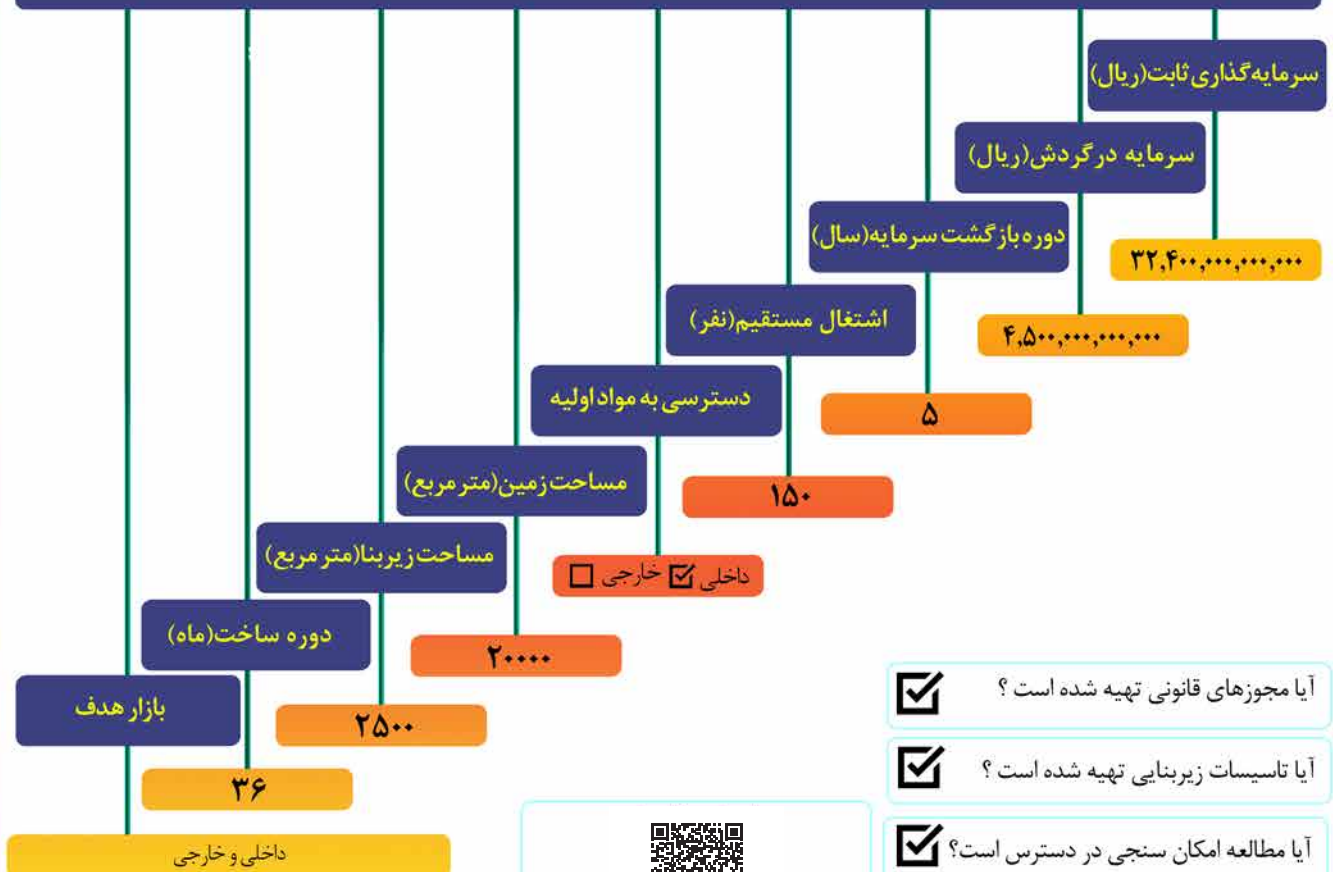 سرمایه‌گذاری ثابت(ریال)
۳۲,۴۰۰,۰۰۰,۰۰۰,۰۰۰
سرمایه در گردش(ریال)
۴,۵۰۰,۰۰۰,۰۰۰,۰۰۰
دوره بازگشت سرمایه(سال)
۵
اشتغال مستقیم(نفر)
۱۵۰
دسترسی به مواد اولیه
داخلی ☑ خارجی ☐
مساحت زمین(متر مربع)
۲۰۰۰۰
مساحت زیربنا(متر مربع)
۲۵۰۰
دوره ساخت(ماه)
۳۶
بازار هدف
داخلی و خارجی
آیا مجوزهای قانونی تهیه شده است ؟ ☑
آیا تاسیسات زیربنایی تهیه شده است ؟ ☑
آیا مطالعه امکان سنجی در دسترس است؟ ☑